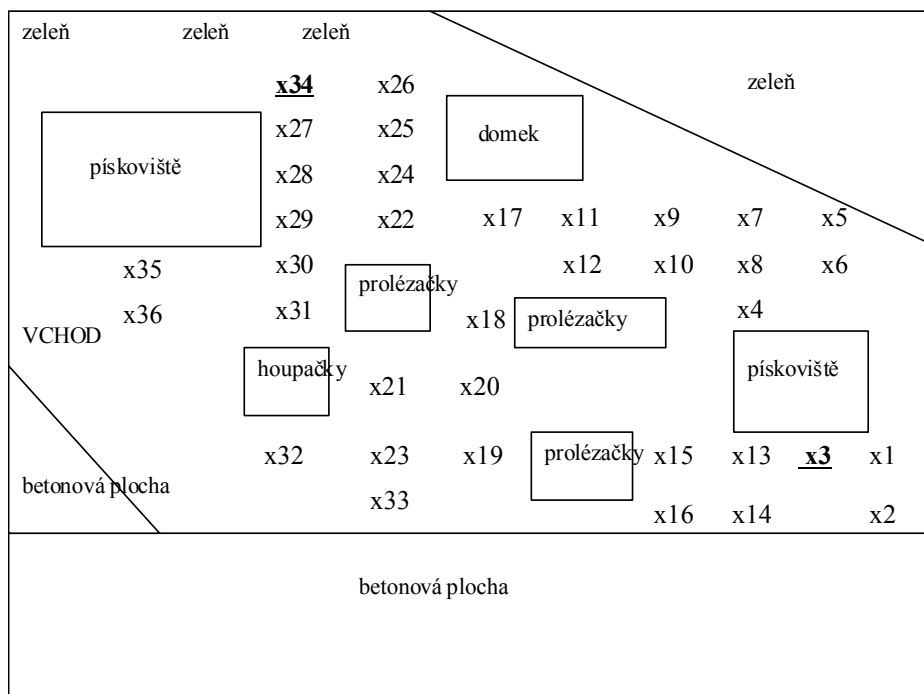 zeleň zeleň zeleň
zeleň
x34 x26
x27 x25 domek
pískoviště x28 x24
x29 x22 x17 x11 x9 x7 x5
x35 x30 prolézačky x12 x10 x8 x6
x36 x31 x18 prolézačky x4
VCHOD
houpačky x21 x20 pískoviště
x32 x23 x19 prolézačky x15 x13 x3 x1
betonová plocha x33 x16 x14 x2
betonová plocha